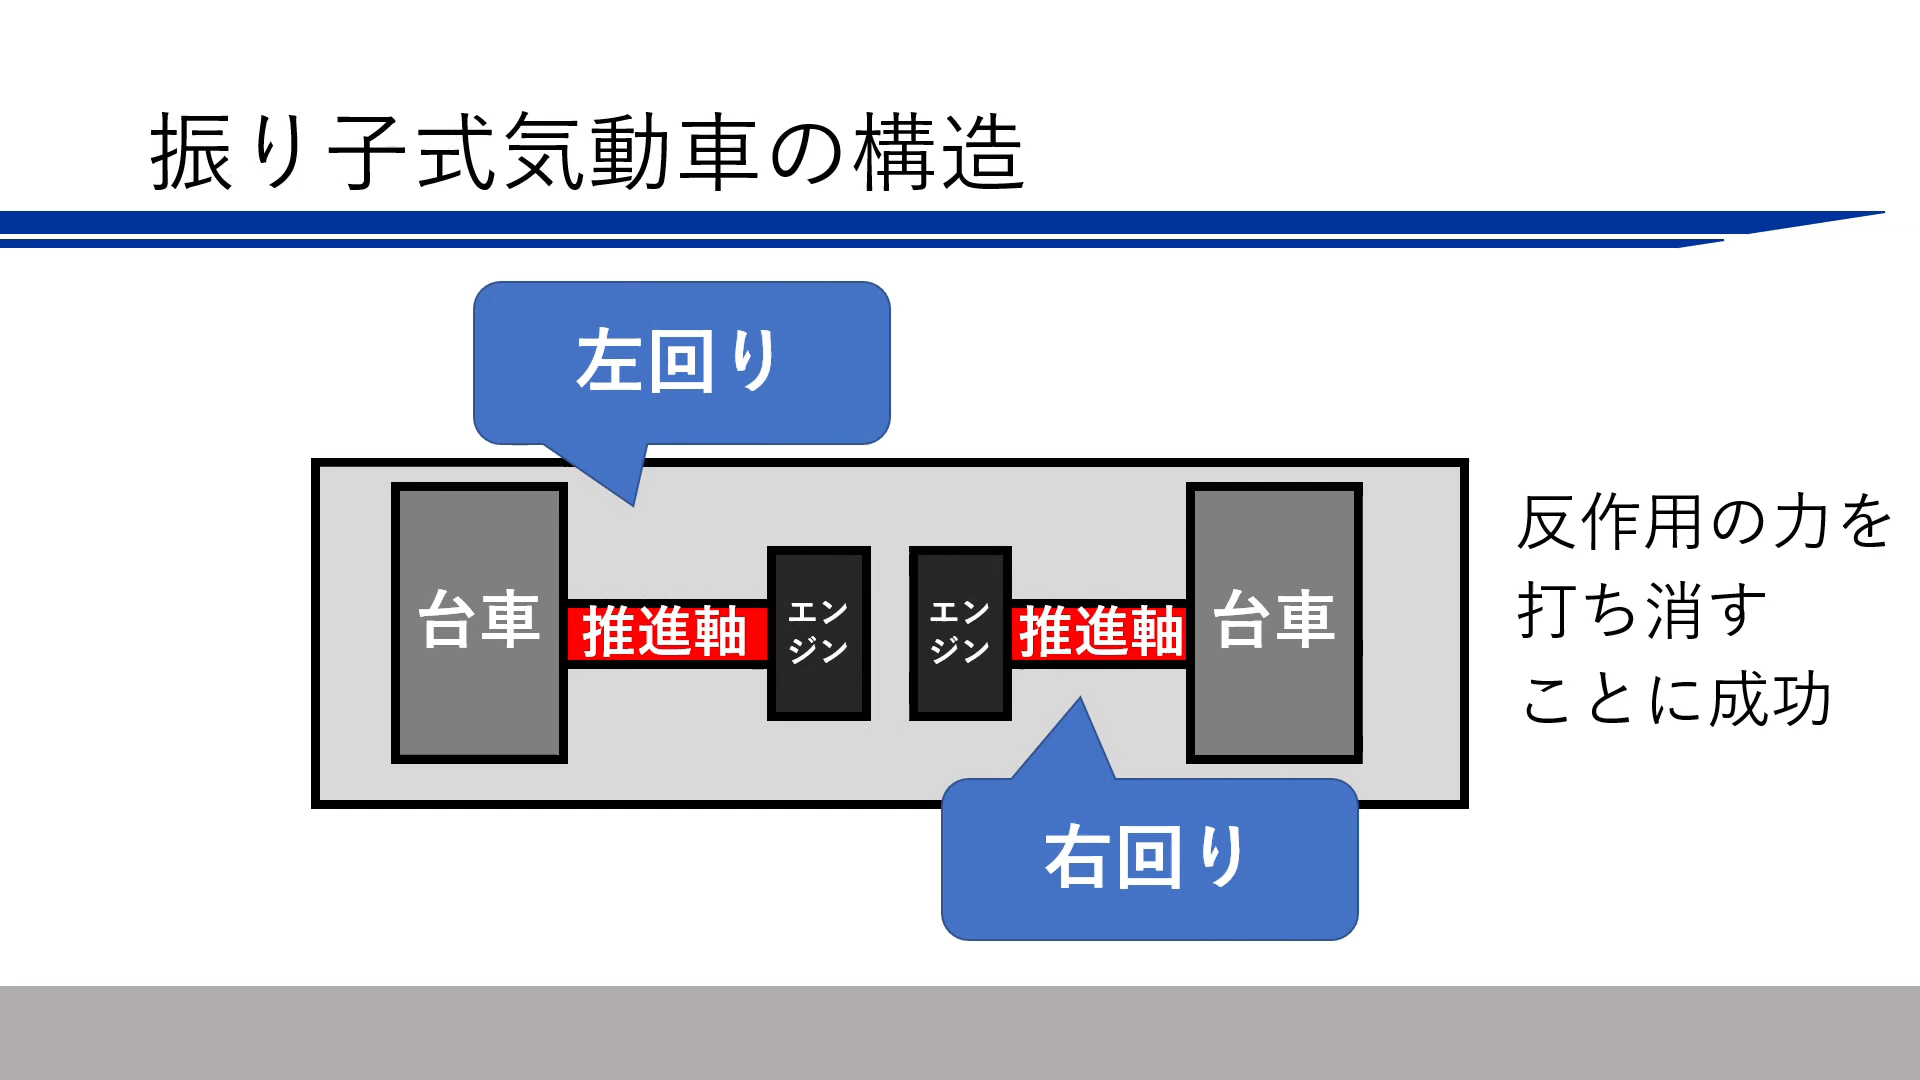 振り子式気動車の構造
左回り
台車
推進軸
エン
ジン
エン
ジン
推進軸
台車
右回り
反作用の力を
打ち消す
ことに成功